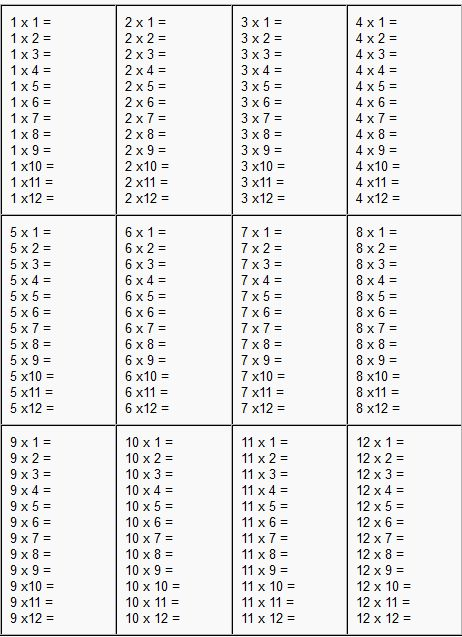 1 x 1 =
1 x 2 =
1 x 3 =
1 x 4 =
1 x 5 =
1 x 6 =
1 x 7 =
1 x 8 =
1 x 9 =
1 x10 =
1 x11 =
1 x12 =
2 x 1 =
2 x 2 =
2 x 3 =
2 x 4 =
2 x 5 =
2 x 6 =
2 x 7 =
2 x 8 =
2 x 9 =
2 x10 =
2 x11 =
2 x12 =
3 x 1 =
3 x 2 =
3 x 3 =
3 x 4 =
3 x 5 =
3 x 6 =
3 x 7 =
3 x 8 =
3 x 9 =
3 x10 =
3 x11 =
3 x12 =
4 x 1 =
4 x 2 =
4 x 3 =
4 x 4 =
4 x 5 =
4 x 6 =
4 x 7 =
4 x 8 =
4 x 9 =
4 x10 =
4 x11 =
4 x12 =
5 x 1 =
5 x 2 =
5 x 3 =
5 x 4 =
5 x 5 =
5 x 6 =
5 x 7 =
5 x 8 =
5 x 9 =
5 x10 =
5 x11 =
5 x12 =
6 x 1 =
6 x 2 =
6 x 3 =
6 x 4 =
6 x 5 =
6 x 6 =
6 x 7 =
6 x 8 =
6 x 9 =
6 x10 =
6 x11 =
6 x12 =
7 x 1 =
7 x 2 =
7 x 3 =
7 x 4 =
7 x 5 =
7 x 6 =
7 x 7 =
7 x 8 =
7 x 9 =
7 x10 =
7 x11 =
7 x12 =
8 x 1 =
8 x 2 =
8 x 3 =
8 x 4 =
8 x 5 =
8 x 6 =
8 x 7 =
8 x 8 =
8 x 9 =
8 x10 =
8 x11 =
8 x12 =
9 x 1 =
9 x 2 =
9 x 3 =
9 x 4 =
9 x 5 =
9 x 6 =
9 x 7 =
9 x 8 =
9 x 9 =
9 x10 =
9 x11 =
9 x12 =
10 x 1 =
10 x 2 =
10 x 3 =
10 x 4 =
10 x 5 =
10 x 6 =
10 x 7 =
10 x 8 =
10 x 9 =
10 x 10 =
10 x 11 =
10 x 12 =
11 x 1 =
11 x 2 =
11 x 3 =
11 x 4 =
11 x 5 =
11 x 6 =
11 x 7 =
11 x 8 =
11 x 9 =
11 x 10 =
11 x 11 =
11 x 12 =
12 x 1 =
12 x 2 =
12 x 3 =
12 x 4 =
12 x 5 =
12 x 6 =
12 x 7 =
12 x 8 =
12 x 9 =
12 x 10 =
12 x 11 =
12 x 12 =